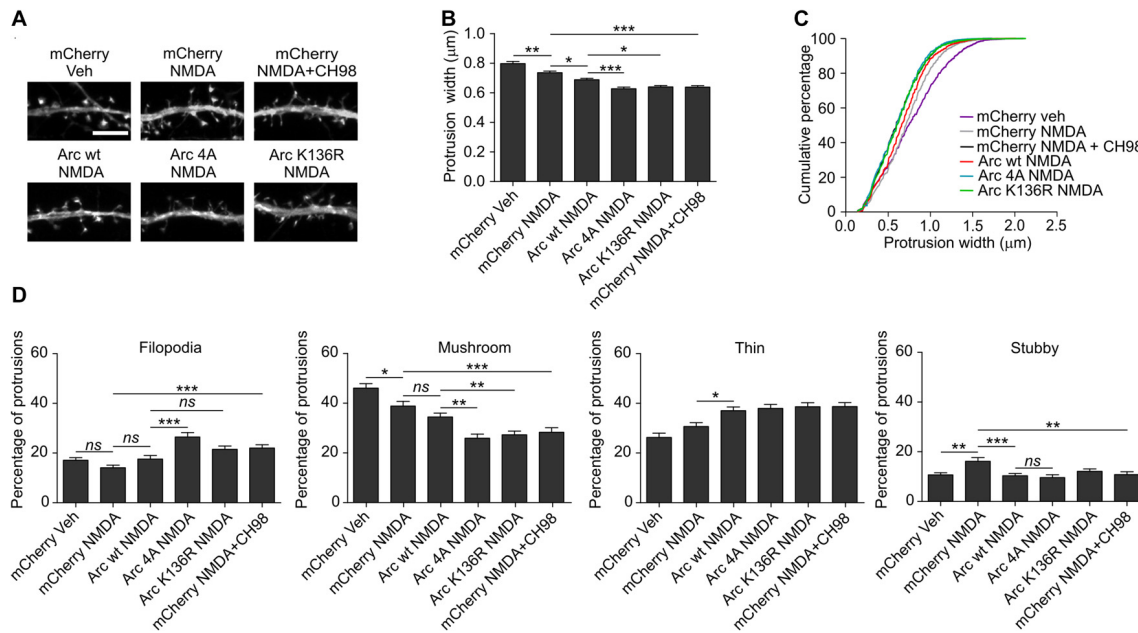 A
mCherry
Veh
mCherry
NMDA
mCherry
NMDA+CH98
Arc wt
NMDA
Arc 4A
NMDA
Arc K136R
NMDA
B
Protrusion width (μm)
1.0
0.8
0.6
0.4
0.2
0.0
**
*
***
*
***
mCherry Veh
mCherry NMDA
Arc wt NMDA
Arc 4A NMDA
Arc K136R NMDA
mCherry NMDA+CH98
C
Cumulative percentage
100
80
60
40
20
0
0.0
0.5
1.0
1.5
2.0
2.5
Protrusion width (μm)
mCherry veh
mCherry NMDA
mCherry NMDA + CH98
Arc wt NMDA
Arc 4A NMDA
Arc K136R NMDA
D
Filopodia
Percentage of protrusions
60
40
20
0
ns
ns
***
ns
***
mCherry Veh
mCherry NMDA
Arc wt NMDA
Arc 4A NMDA
Arc K136R NMDA
mCherry NMDA+CH98
Mushroom
Percentage of protrusions
60
40
20
0
*
ns
**
**
***
mCherry Veh
mCherry NMDA
Arc wt NMDA
Arc 4A NMDA
Arc K136R NMDA
mCherry NMDA+CH98
Thin
Percentage of protrusions
60
40
20
0
*
mCherry Veh
mCherry NMDA
Arc wt NMDA
Arc 4A NMDA
Arc K136R NMDA
mCherry NMDA+CH98
Stubby
Percentage of protrusions
60
40
20
0
**
***
ns
**
mCherry Veh
mCherry NMDA
Arc wt NMDA
Arc 4A NMDA
Arc K136R NMDA
mCherry NMDA+CH98